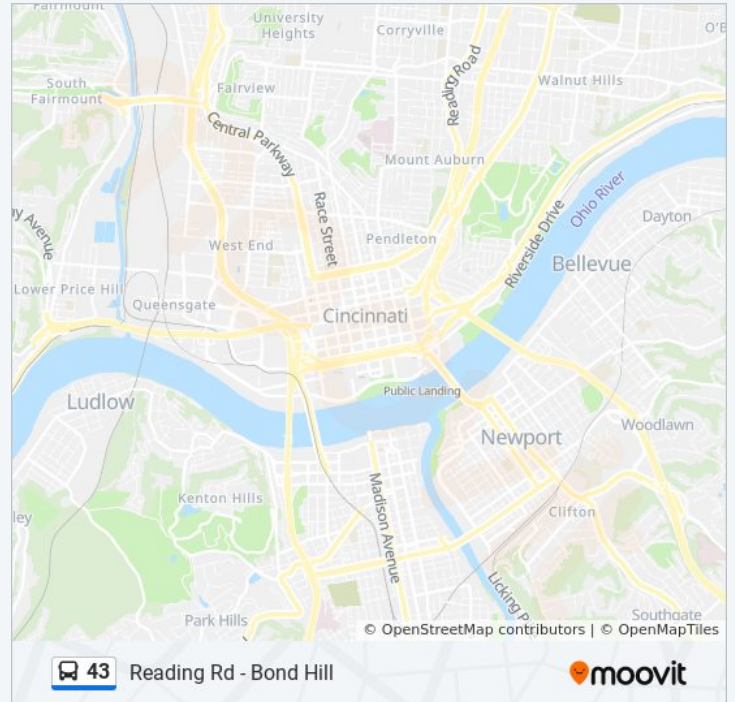 Fairmount
University
Heights
Corryville
O'B
South
Fairmount
Fairview
Reading Road
Walnut Hills
Central Parkway
Mount Auburn
Race Street
Riverside Drive
Ohio River
Dayton
ay Avenue
West End
Pendleton
Bellevue
Lower Price Hill
Queensgate
Cincinnati
Public Landing
Ludlow
Newport
Woodlawn
Kenton Hills
Madison Avenue
ley
Clifton
Licking R
Park Hills
Southgate
© OpenStreetMap contributors | © OpenMapTiles
43 Reading Rd - Bond Hill
moovit